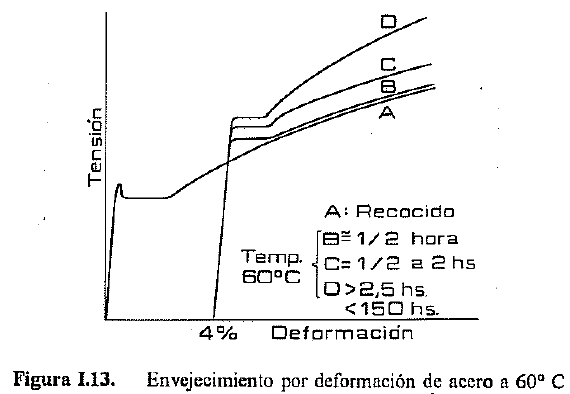 D
C
B
A
Tensión
A: Recocido
Temp.
60°C
B≅ 1/2 hora
C= 1/2 a 2 hs
D>2,5 hs.
<150 hs.
4% Deformación
Figura I.13. Envejecimiento por deformación de acero a 60° C